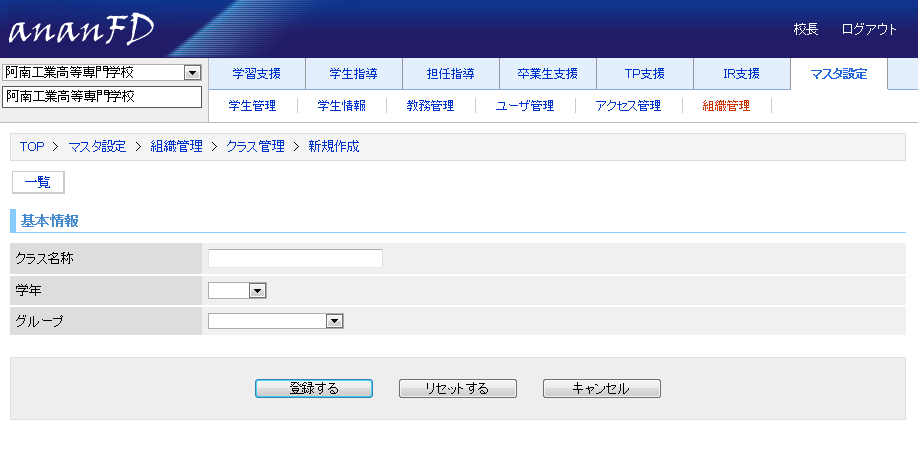 ananFD
校長 ログアウト
阿南工業高等専門学校
阿南工業高等専門学校
学習支援 学生指導 担任指導 卒業生支援 TP支援 IR支援 マスタ設定
学生管理 学生情報 教務管理 ユーザ管理 アクセス管理 組織管理
TOP > マスタ設定 > 組織管理 > クラス管理 > 新規作成
一覧
基本情報
クラス名称
学年
グループ
登録する リセットする キャンセル